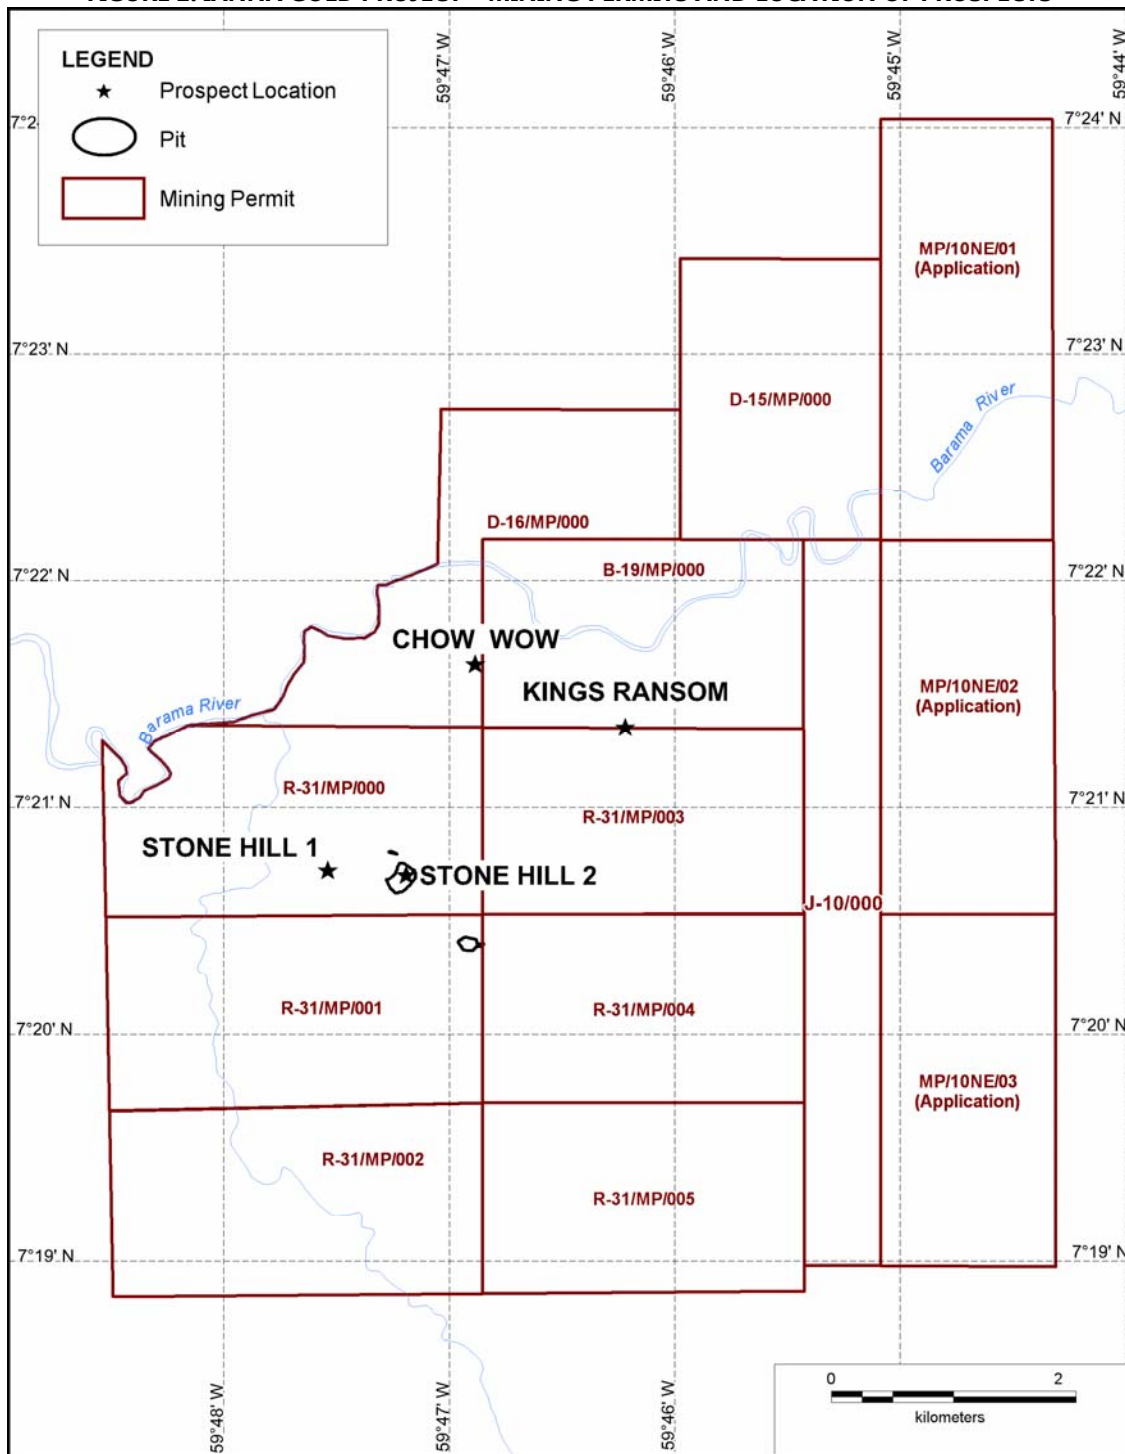 LEGEND
Prospect Location
Pit
Mining Permit
59°47' W
59°46' W
59°45' W
59°44' W
7°24' N
MP/10NE/01
(Application)
7°23' N
7°23' N
D-15/MP/000
Barama River
D-16/MP/000
7°22' N
B-19/MP/000
7°22' N
CHOW WOW
KINGS RANSOM
MP/10NE/02
(Application)
Barama River
R-31/MP/000
7°21' N
R-31/MP/003
7°21' N
STONE HILL 1
STONE HILL 2
J-10/000
R-31/MP/001
R-31/MP/004
7°20' N
7°20' N
MP/10NE/03
(Application)
R-31/MP/002
R-31/MP/005
7°19' N
7°19' N
59°48' W
59°47' W
59°46' W
0 2
kilometers